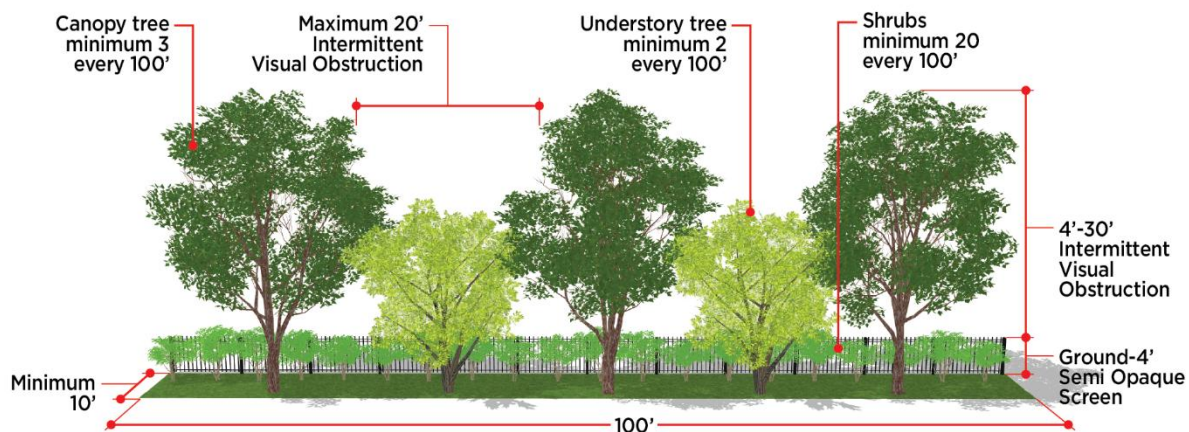 Canopy tree
minimum 3
every 100'
Maximum 20'
Intermittent
Visual Obstruction
Understory tree
minimum 2
every 100'
Shrubs
minimum 20
every 100'
4'-30'
Intermittent
Visual
Obstruction
Ground-4'
Semi Opaque
Screen
Minimum
10'
100'